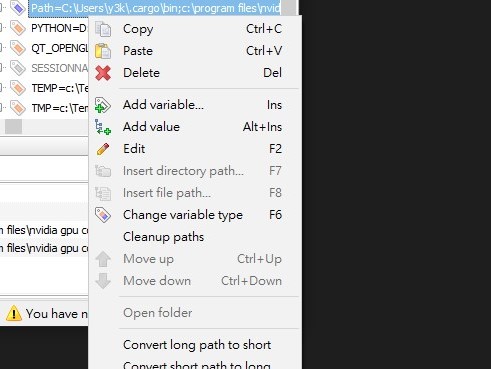 Path=C:\Users\y3k\.cargo\bin;c:\program files\nvid
PYTHON=D
QT_OPENGL
SESSIONNA
TEMP=c:\Te
TMP=c:\Ten
Copy Ctrl+C
Paste Ctrl+V
Delete Del
Add variable... Ins
Add value Alt+Ins
Edit F2
Insert directory path... F7
Insert file path... F8
Change variable type F6
Cleanup paths
Move up Ctrl+Up
Move down Ctrl+Down
Open folder
Convert long path to short
Convert short path to long
m files\nvidia gpu co
m files\nvidia gpu co
You have n